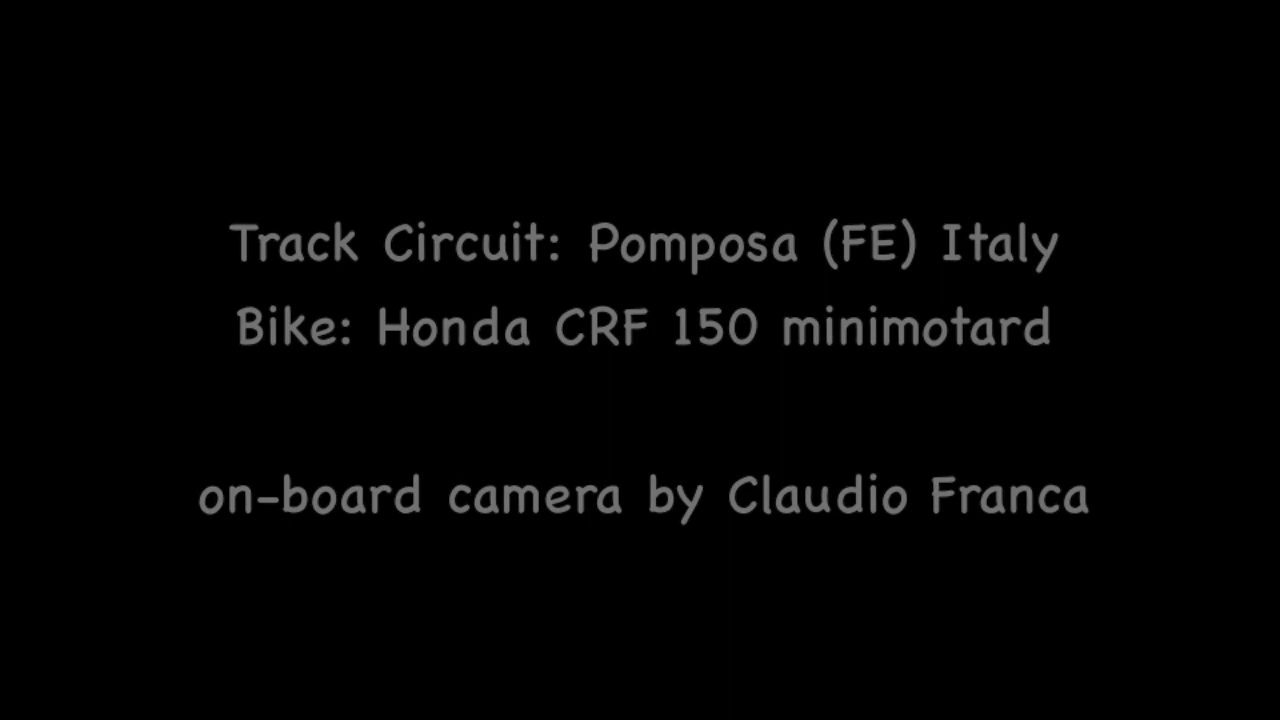 Track Circuit: Pomposa (FE) Italy
Bike: Honda CRF 150 minimotard
on-board camera by Claudio Franca